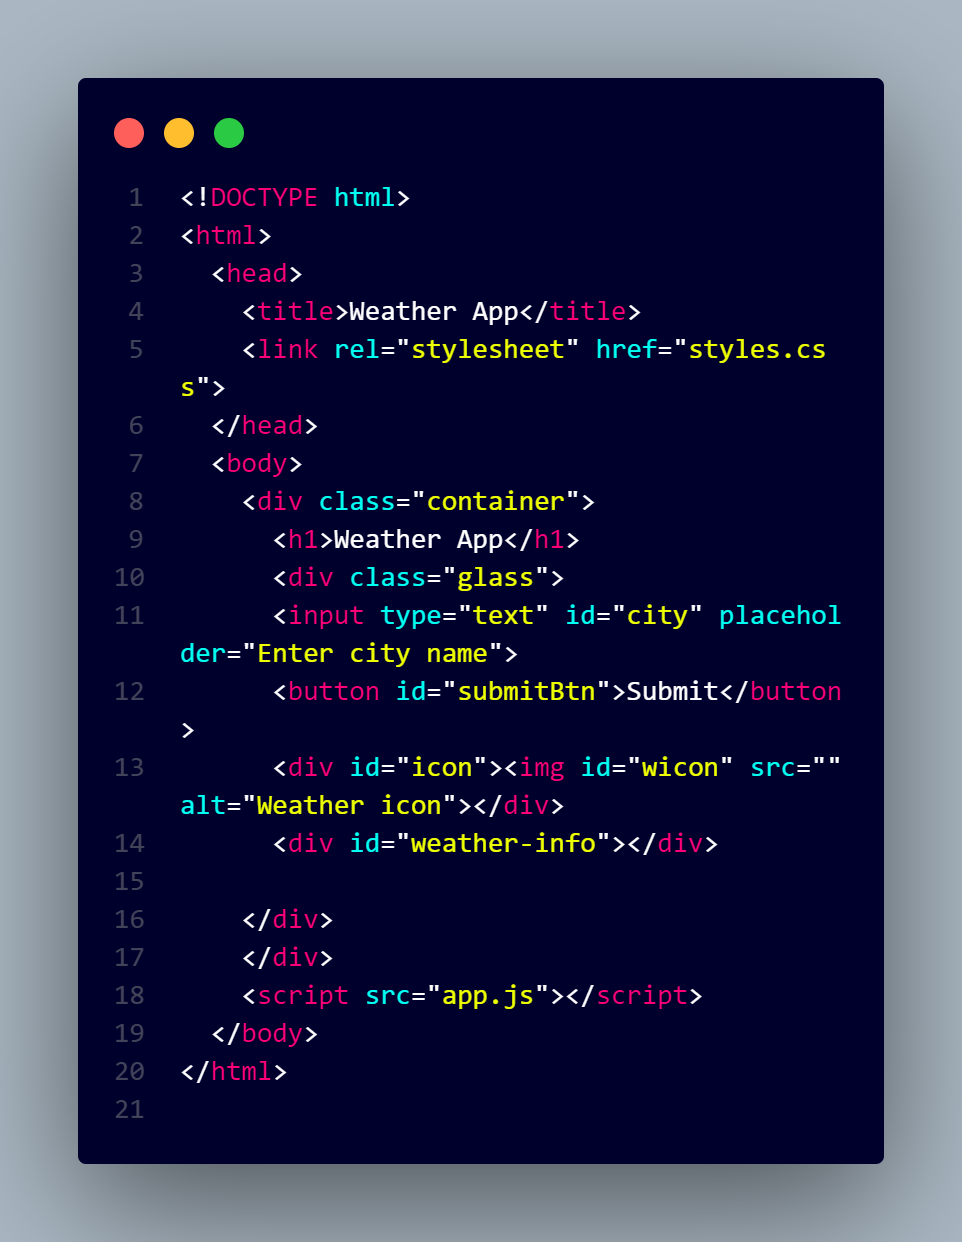 1 <!DOCTYPE html>
2 <html>
3   <head>
4     <title>Weather App</title>
5     <link rel="stylesheet" href="styles.cs
s">
6   </head>
7   <body>
8     <div class="container">
9       <h1>Weather App</h1>
10       <div class="glass">
11       <input type="text" id="city" placehol
der="Enter city name">
12       <button id="submitBtn">Submit</button
>
13       <div id="icon"><img id="wicon" src=""
alt="Weather icon"></div>
14       <div id="weather-info"></div>
15
16     </div>
17     </div>
18     <script src="app.js"></script>
19   </body>
20 </html>
21